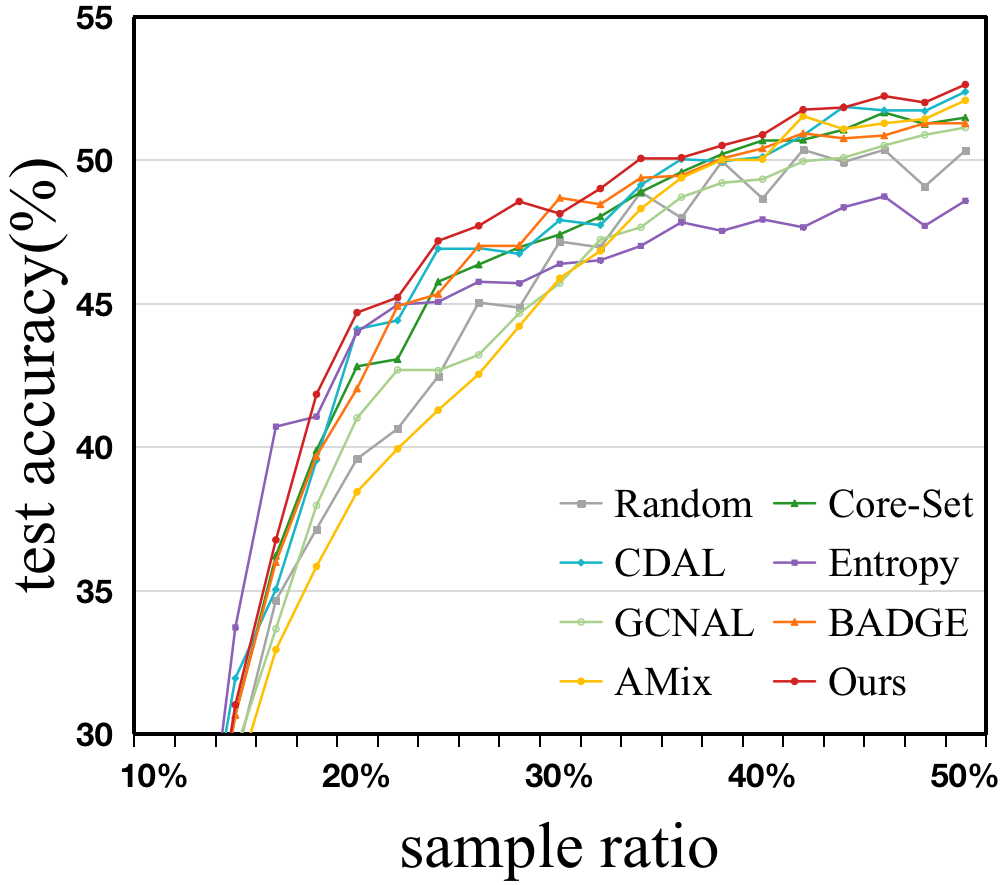 55
50
45
40
35
30
test accuracy(%)
Random
Core-Set
CDAL
Entropy
GCNAL
BADGE
AMix
Ours
10%
20%
30%
40%
50%
sample ratio